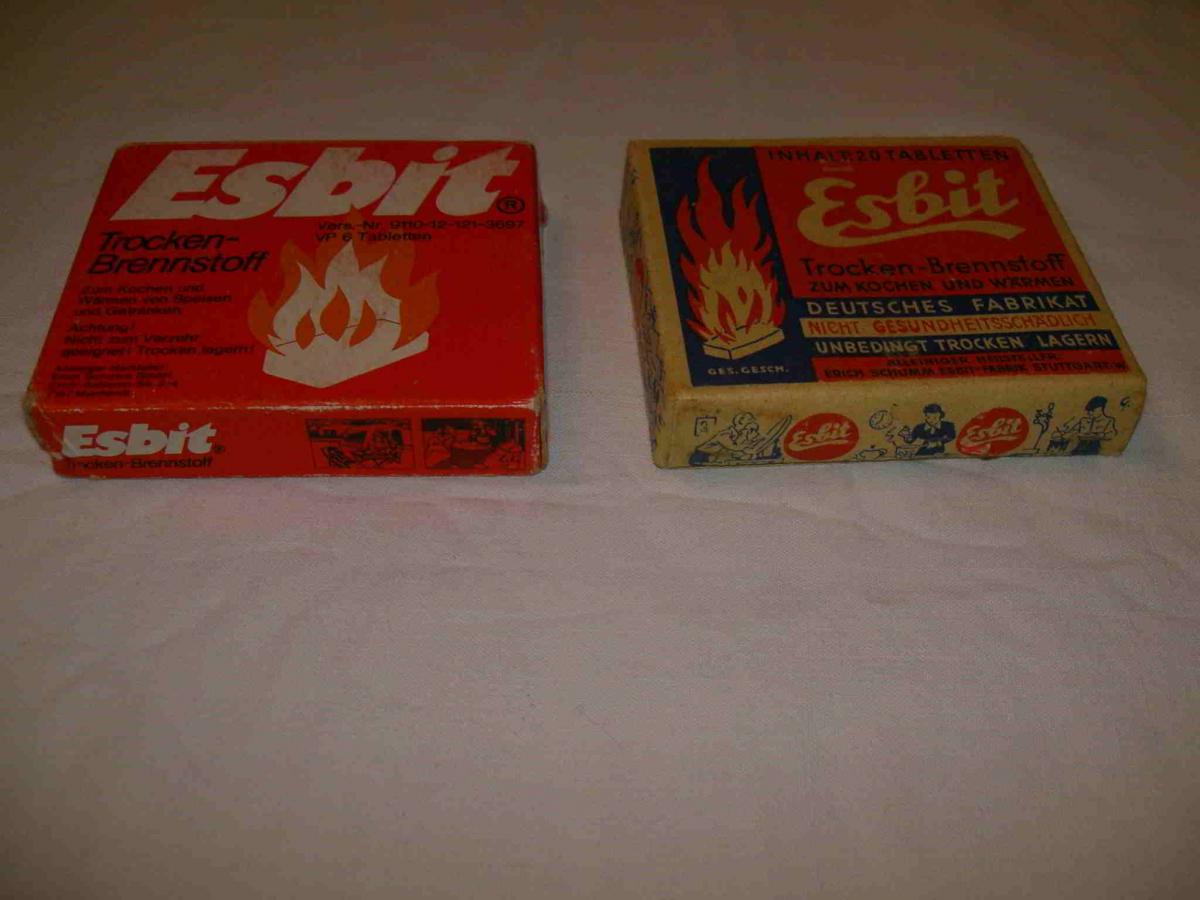 Esbit®
Vers.-Nr. 9110-12-121-3697
VP 6 Tabletten
Trocken-
Brennstoff
Zum Kochen und
Wärmen von Speisen
und Getränken
Achtung!
Nicht zum Verzehr
geeignet! Trocken lagern!
Esbit®
Trocken-Brennstoff
INHALT: 20 TABLETTEN
Esbit
Trocken-Brennstoff
ZUM KOCHEN UND WÄRMEN
DEUTSCHES FABRIKAT
NICHT GESUNDHEITSSCHÄDLICH
UNBEDINGT TROCKEN LAGERN
ALLEINIGER HERSTELLER:
ERICH SCHUMM ESBIT-FABRIK STUTTGART-W
GES. GESCH.
Esbit
Esbit